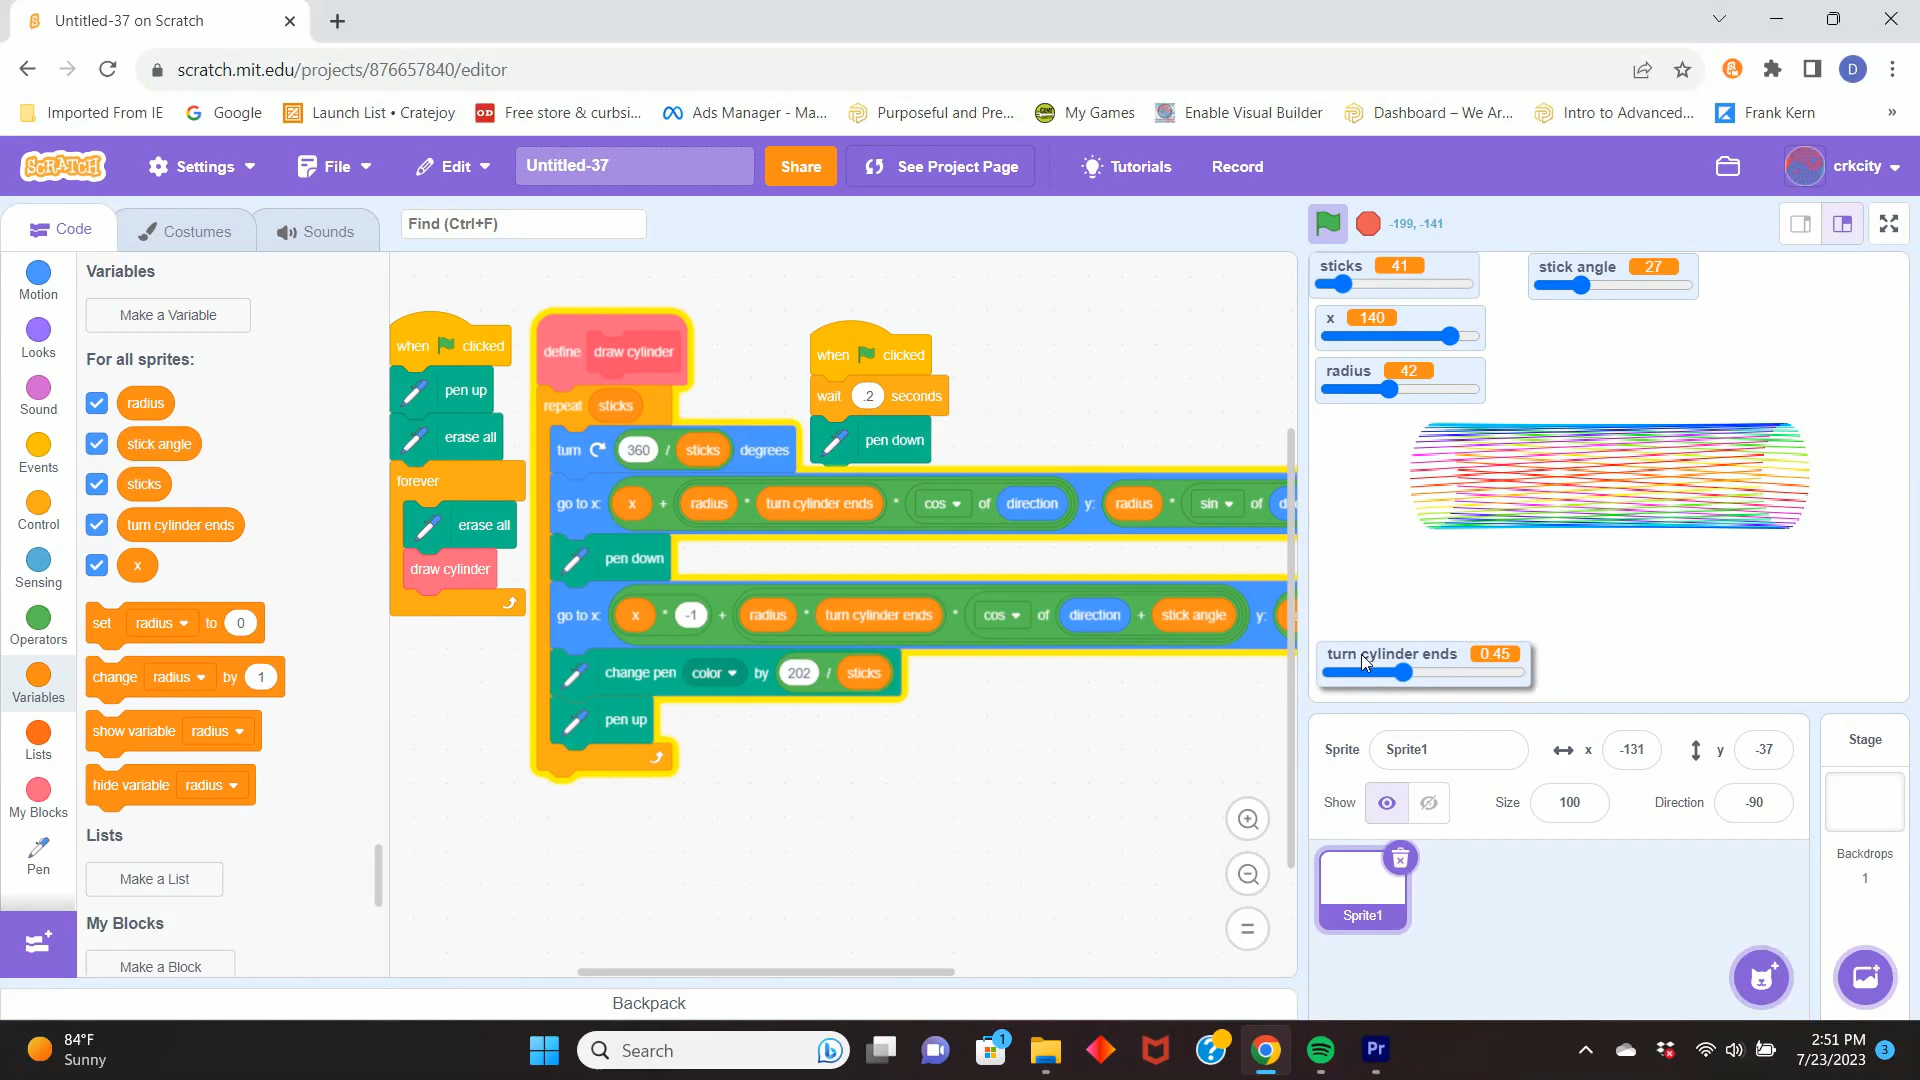 Untitled-37 on Scratch
scratch.mit.edu/projects/876657840/editor
D
Imported From IE
Google
Launch List • Cratejoy
OD
Free store & curbsi...
Ads Manager - Ma...
Purposeful and Pre...
My Games
Enable Visual Builder
Dashboard – We Ar...
Intro to Advanced...
Frank Kern
»
SCRATCH
Settings
File
Edit
Untitled-37
Share
See Project Page
Tutorials
Record
crkcity
Code
Costumes
Sounds
Find (Ctrl+F)
-199, -141
Motion
Looks
Sound
Events
Control
Sensing
Operators
Variables
Lists
My Blocks
Pen
Variables
Make a Variable
For all sprites:
radius
stick angle
sticks
turn cylinder ends
x
set radius to 0
change radius by 1
show variable radius
hide variable radius
Lists
Make a List
My Blocks
Make a Block
when clicked
pen up
erase all
forever
erase all
draw cylinder
define draw cylinder
repeat sticks
turn 360 / sticks degrees
go to x: x + radius * turn cylinder ends * cos of direction y: radius * sin of
pen down
go to x: x * -1 + radius * turn cylinder ends * cos of direction + stick angle y:
change pen color by 202 / sticks
pen up
when clicked
wait .2 seconds
pen down
sticks 41
stick angle 27
x 140
radius 42
turn cylinder ends 0.45
Sprite Sprite1
x -131
y -37
Show
Size 100
Direction -90
Sprite1
Stage
Backdrops
1
Backpack
84°F
Sunny
Search
1
Pr
2:51 PM
7/23/2023
3